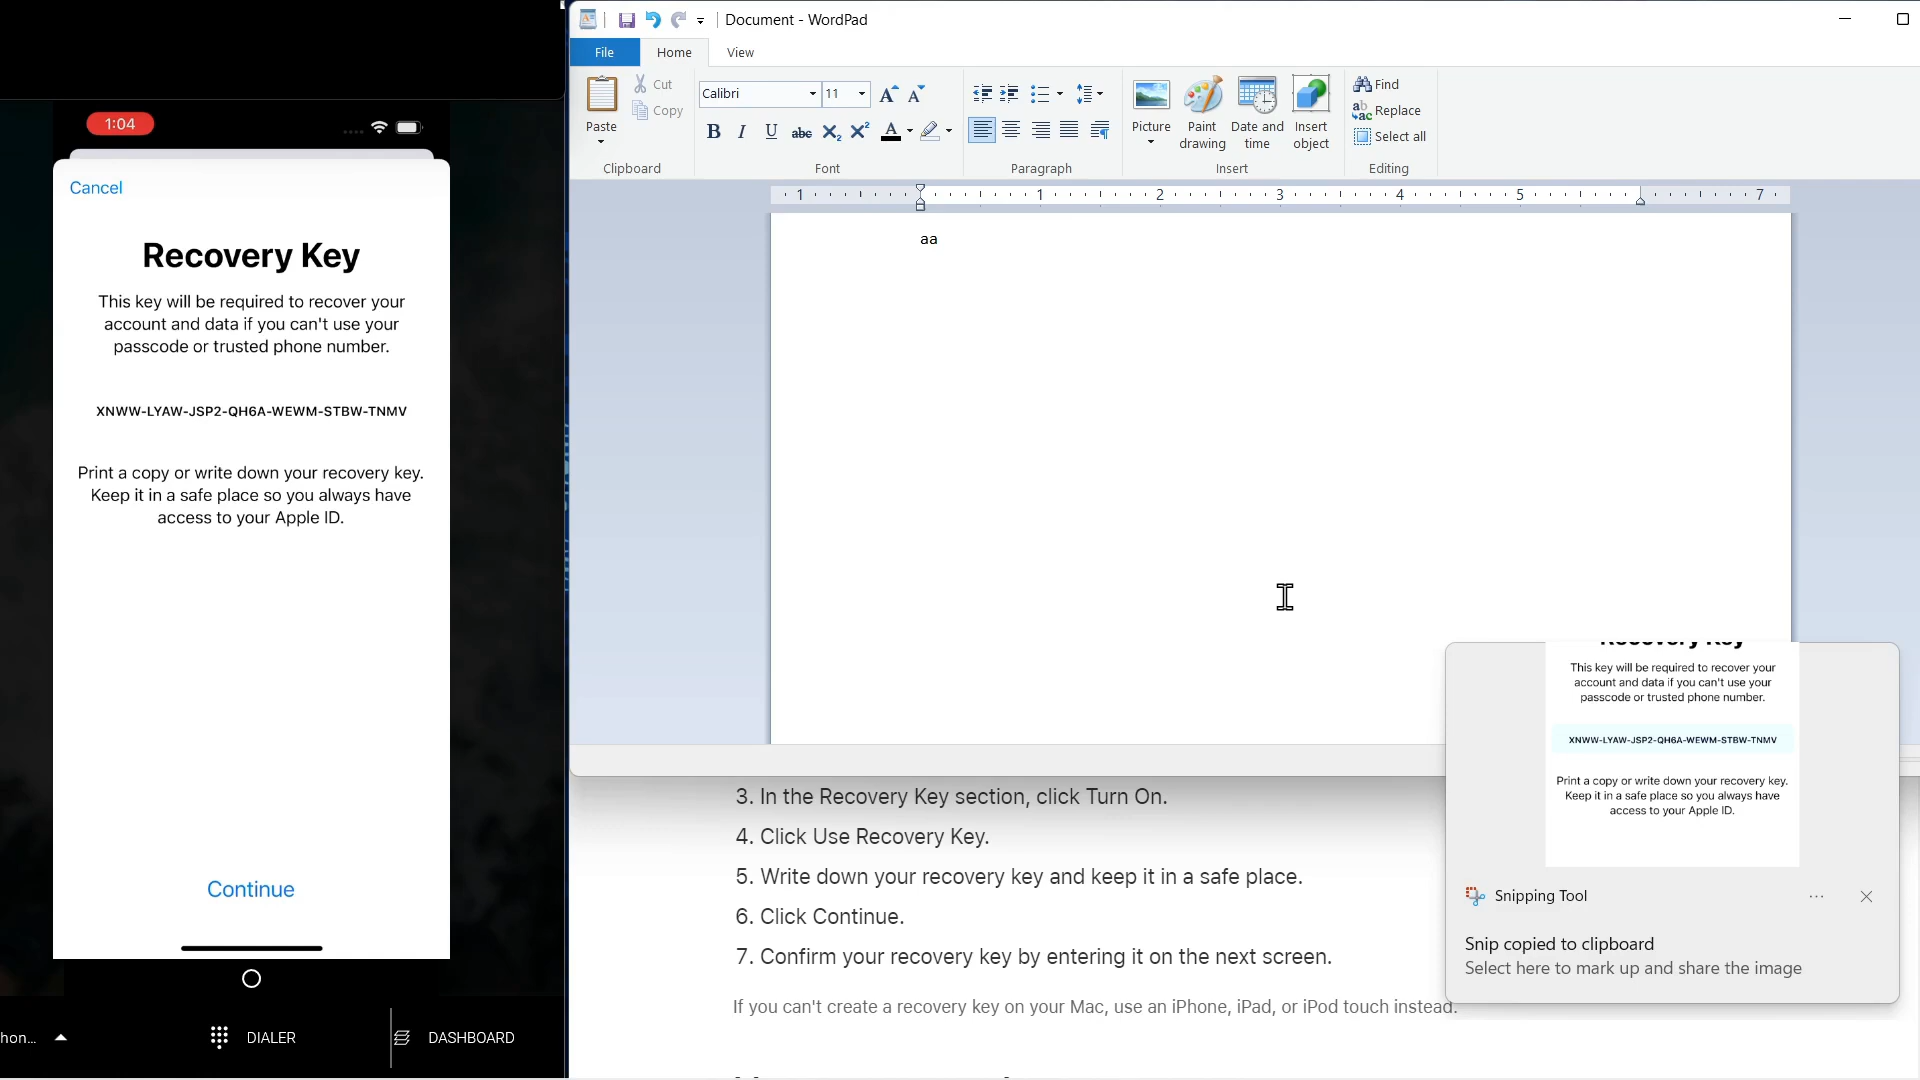 1:04
Cancel
Recovery Key
This key will be required to recover your
account and data if you can't use your
passcode or trusted phone number.
XNWW-LYAW-JSP2-QH6A-WEWM-STBW-TNMV
Print a copy or write down your recovery key.
Keep it in a safe place so you always have
access to your Apple ID.
Continue
hon...
DIALER
DASHBOARD
Document - WordPad
File
Home
View
Paste
Cut
Copy
Clipboard
Calibri
11
Font
Paragraph
Picture
Paint
drawing
Date and
time
Insert
object
Insert
Find
Replace
Select all
Editing
1 1 2 3 4 5 7
aa
3. In the Recovery Key section, click Turn On.
4. Click Use Recovery Key.
5. Write down your recovery key and keep it in a safe place.
6. Click Continue.
7. Confirm your recovery key by entering it on the next screen.
If you can't create a recovery key on your Mac, use an iPhone, iPad, or iPod touch instead.
Recovery Key
This key will be required to recover your
account and data if you can't use your
passcode or trusted phone number.
XNWW-LYAW-JSP2-QH6A-WEWM-STBW-TNMV
Print a copy or write down your recovery key.
Keep it in a safe place so you always have
access to your Apple ID.
Snipping Tool
Snip copied to clipboard
Select here to mark up and share the image